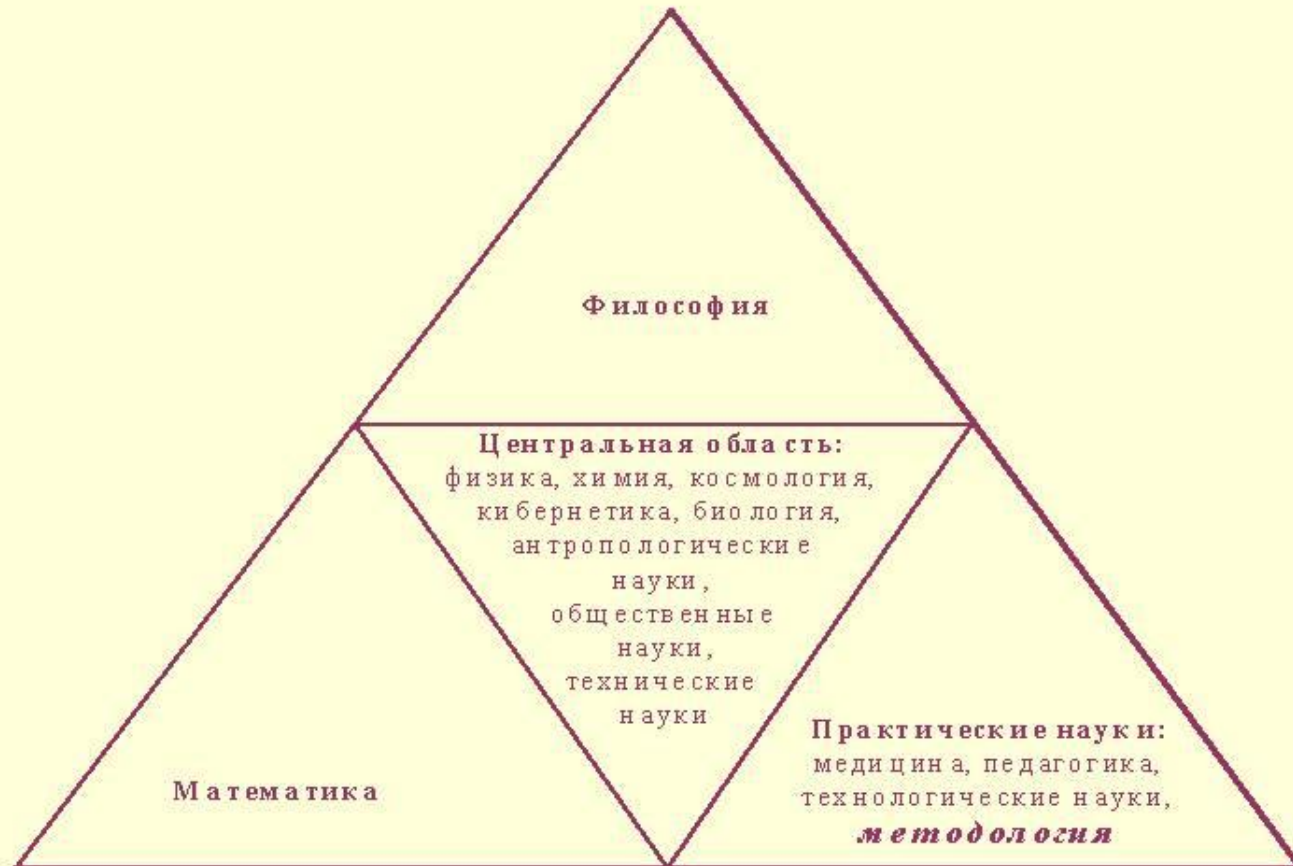 Философия
Центральная область:
физика, химия, космология,
кибернетика, биология,
антропологические
науки,
общественные
науки,
технические
науки
Математика
Практические науки:
медицина, педагогика,
технологические науки,
методология